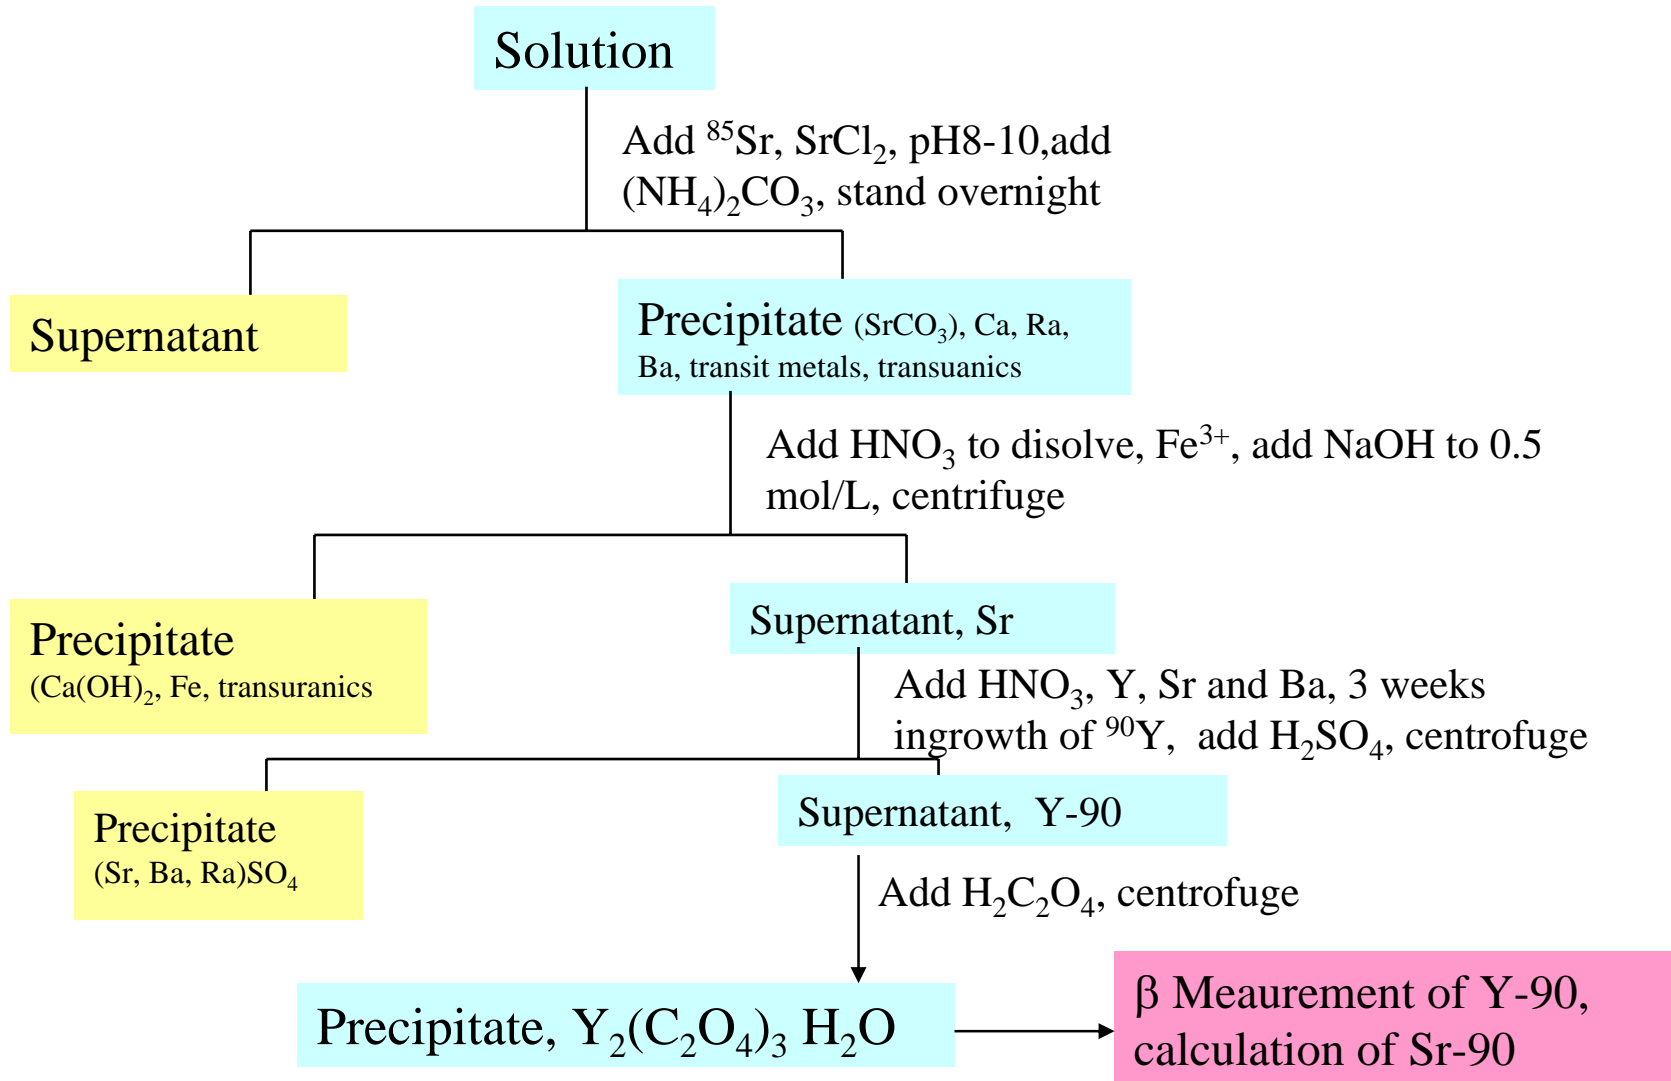 Solution
Add ⁸⁵Sr, SrCl₂, pH8-10,add
(NH₄)₂CO₃, stand overnight
Supernatant
Precipitate (SrCO₃), Ca, Ra,
Ba, transit metals, transuanics
Add HNO₃ to disolve, Fe³⁺, add NaOH to 0.5
mol/L, centrifuge
Precipitate
(Ca(OH)₂, Fe, transuranics
Supernatant, Sr
Add HNO₃, Y, Sr and Ba, 3 weeks
ingrowth of ⁹⁰Y, add H₂SO₄, centrofuge
Precipitate
(Sr, Ba, Ra)SO₄
Supernatant, Y-90
Add H₂C₂O₄, centrofuge
Precipitate, Y₂(C₂O₄)₃ H₂O
β Meaurement of Y-90,
calculation of Sr-90